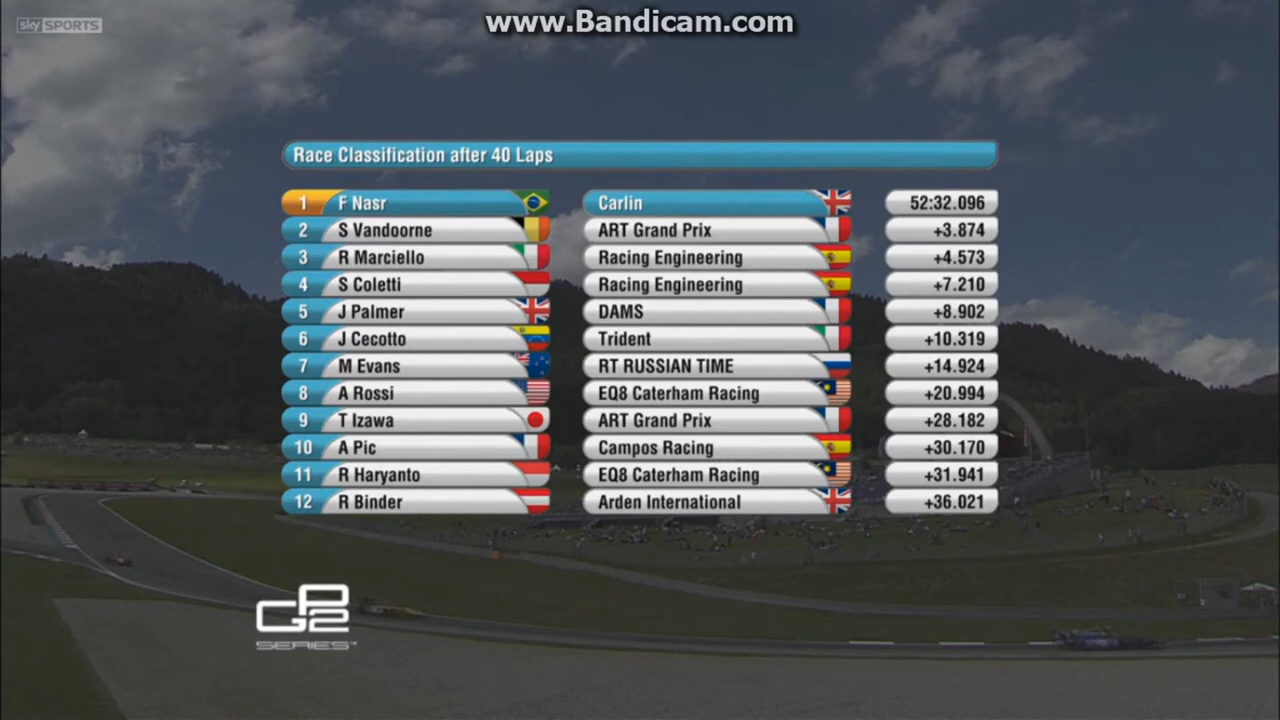 sky SPORTS
www.Bandicam.com
Race Classification after 40 Laps
1 F Nasr Carlin 52:32.096
2 S Vandoorne ART Grand Prix +3.874
3 R Marciello Racing Engineering +4.573
4 S Coletti Racing Engineering +7.210
5 J Palmer DAMS +8.902
6 J Cecotto Trident +10.319
7 M Evans RT RUSSIAN TIME +14.924
8 A Rossi EQ8 Caterham Racing +20.994
9 T Izawa ART Grand Prix +28.182
10 A Pic Campos Racing +30.170
11 R Haryanto EQ8 Caterham Racing +31.941
12 R Binder Arden International +36.021
GP2
SERIES™